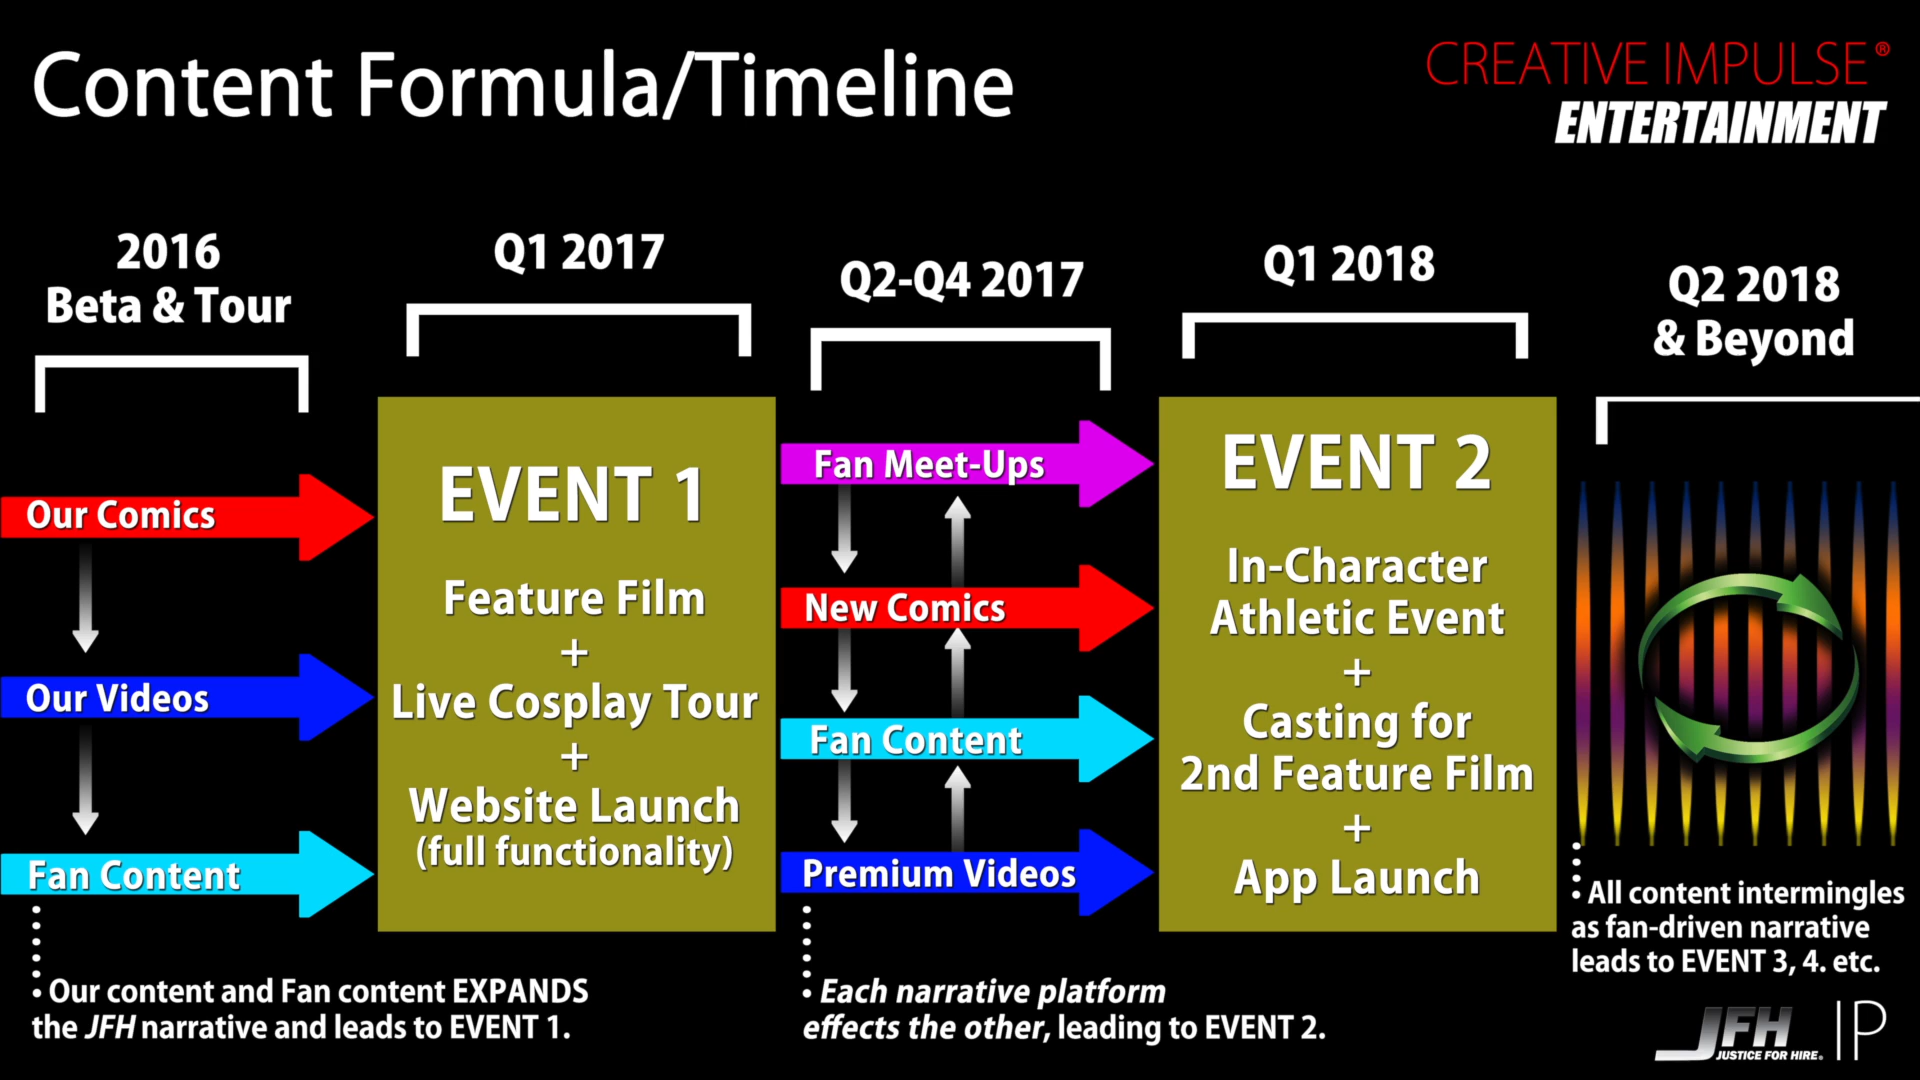 Content Formula/Timeline
CREATIVE IMPULSE®
ENTERTAINMENT
2016
Beta & Tour
Q1 2017
Q2-Q4 2017
Q1 2018
Q2 2018
& Beyond
Our Comics
Our Videos
Fan Content
EVENT 1
Feature Film
+
Live Cosplay Tour
+
Website Launch
(full functionality)
Fan Meet-Ups
New Comics
Fan Content
Premium Videos
EVENT 2
In-Character
Athletic Event
+
Casting for
2nd Feature Film
+
App Launch
• Our content and Fan content EXPANDS
the JFH narrative and leads to EVENT 1.
• Each narrative platform
effects the other, leading to EVENT 2.
• All content intermingles
as fan-driven narrative
leads to EVENT 3, 4. etc.
JFH
JUSTICE FOR HIRE®
IP